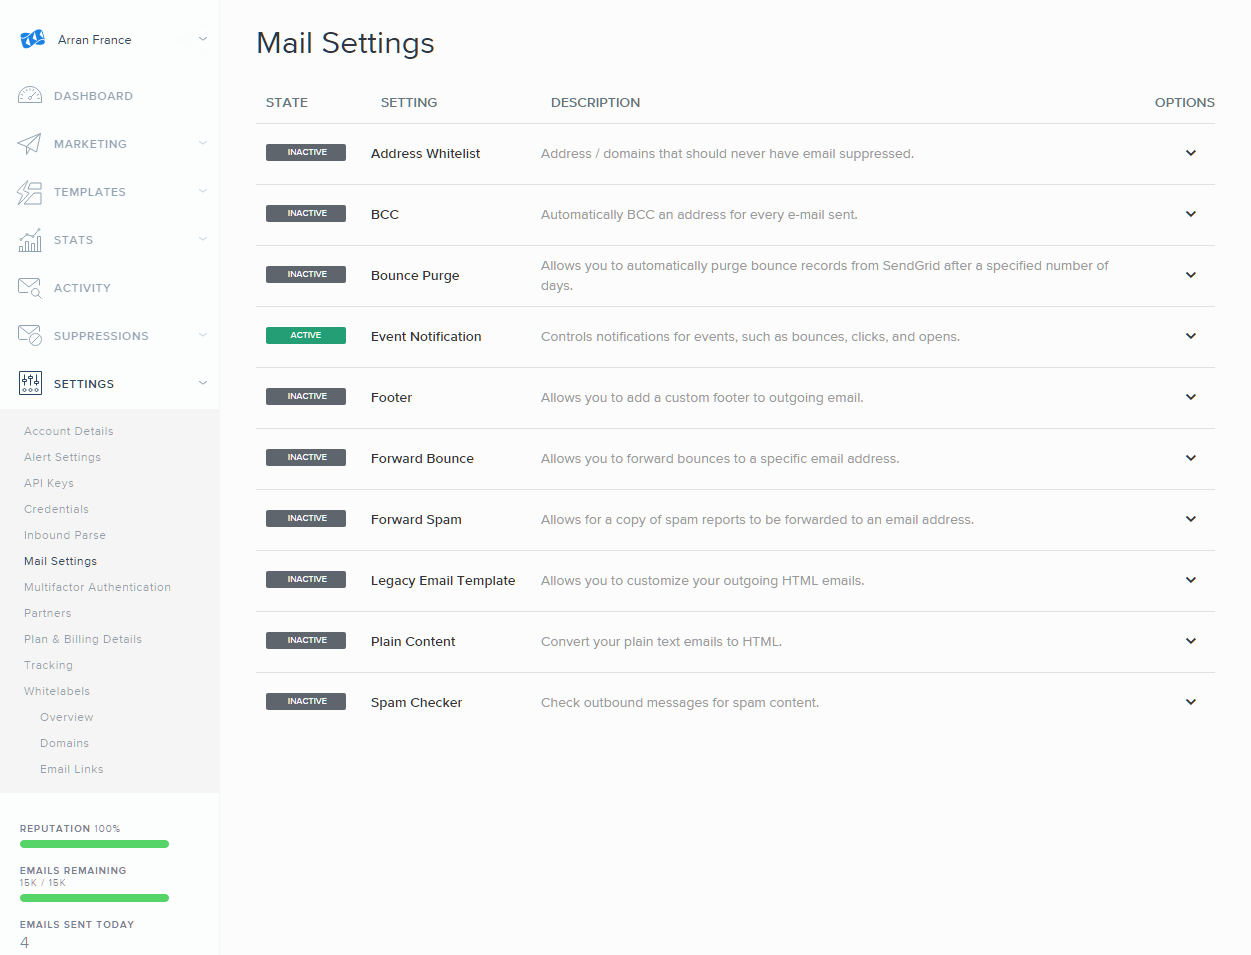 Arran France
DASHBOARD
MARKETING
TEMPLATES
STATS
ACTIVITY
SUPPRESSIONS
SETTINGS
Account Details
Alert Settings
API Keys
Credentials
Inbound Parse
Mail Settings
Multifactor Authentication
Partners
Plan & Billing Details
Tracking
Whitelabels
Overview
Domains
Email Links
REPUTATION 100%
EMAILS REMAINING
15K / 15K
EMAILS SENT TODAY
4
Mail Settings
STATE SETTING DESCRIPTION OPTIONS
INACTIVE Address Whitelist Address / domains that should never have email suppressed.
INACTIVE BCC Automatically BCC an address for every e-mail sent.
INACTIVE Bounce Purge Allows you to automatically purge bounce records from SendGrid after a specified number of
days.
ACTIVE Event Notification Controls notifications for events, such as bounces, clicks, and opens.
INACTIVE Footer Allows you to add a custom footer to outgoing email.
INACTIVE Forward Bounce Allows you to forward bounces to a specific email address.
INACTIVE Forward Spam Allows for a copy of spam reports to be forwarded to an email address.
INACTIVE Legacy Email Template Allows you to customize your outgoing HTML emails.
INACTIVE Plain Content Convert your plain text emails to HTML.
INACTIVE Spam Checker Check outbound messages for spam content.